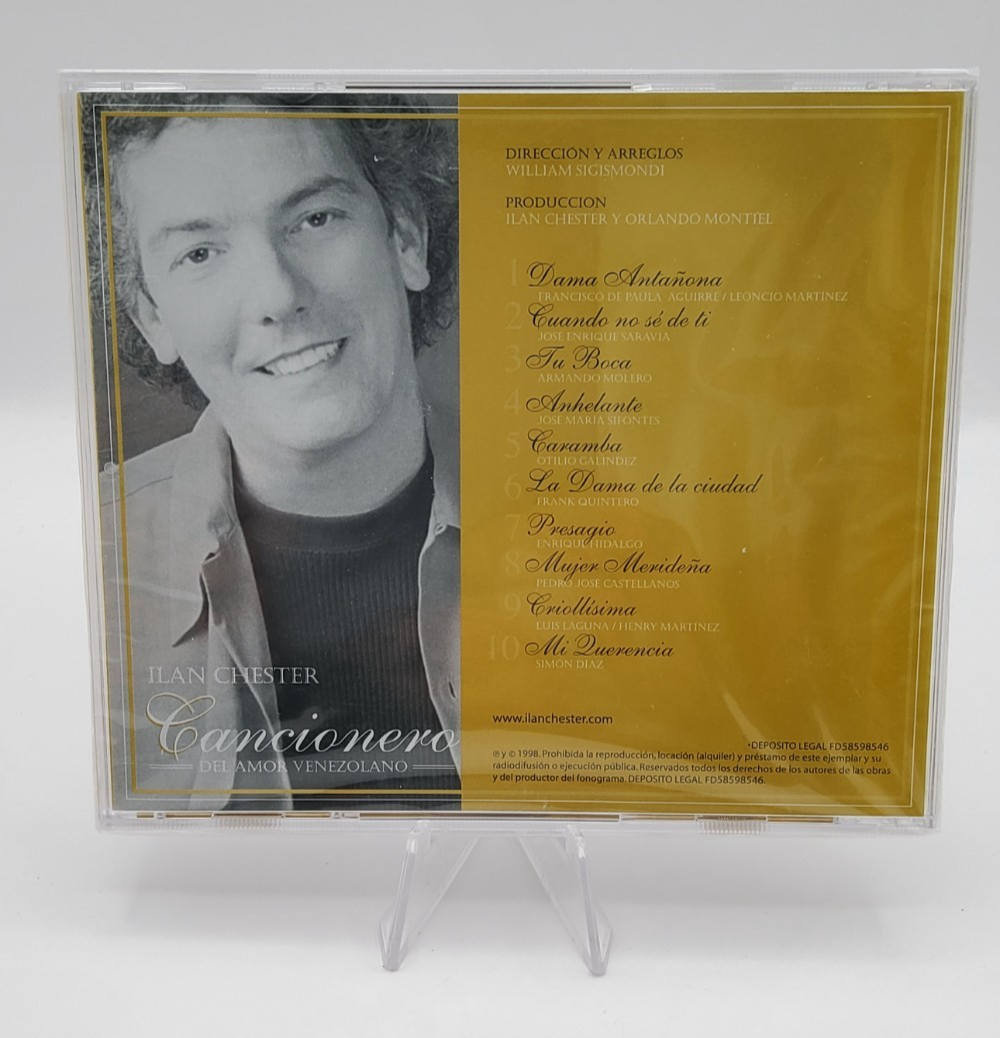 DIRECCIÓN Y ARREGLOS
WILLIAM SIGISMONDI
PRODUCCION
ILAN CHESTER Y ORLANDO MONTIEL
1 Dama Antañona
FRANCISCO DE PAULA AGUIRRE / LEONCIO MARTINEZ
2 Cuando no sé de ti
JOSE ENRIQUE SARAVIA
3 Tu Boca
ARMANDO MOLERO
4 Anhelante
JOSE MARIA SIFONTES
5 Caramba
OTILIO GALINDEZ
6 La Dama de la ciudad
FRANK QUINTERO
7 Presagio
ENRIQUE HIDALGO
8 Mujer Merideña
PEDRO JOSE CASTELLANOS
9 Criollísima
LUIS LAGUNA / HENRY MARTINEZ
10 Mi Querencia
SIMÓN DÍAZ
ILAN CHESTER
Cancionero
DEL AMOR VENEZOLANO
www.ilanchester.com
•DEPOSITO LEGAL FD58598546
℗ y © 1998. Prohibida la reproducción, locación (alquiler) y préstamo de este ejemplar y su
radiodifusión o ejecución pública. Reservados todos los derechos de los autores de las obras
y del productor del fonograma. DEPOSITO LEGAL FD58598546.